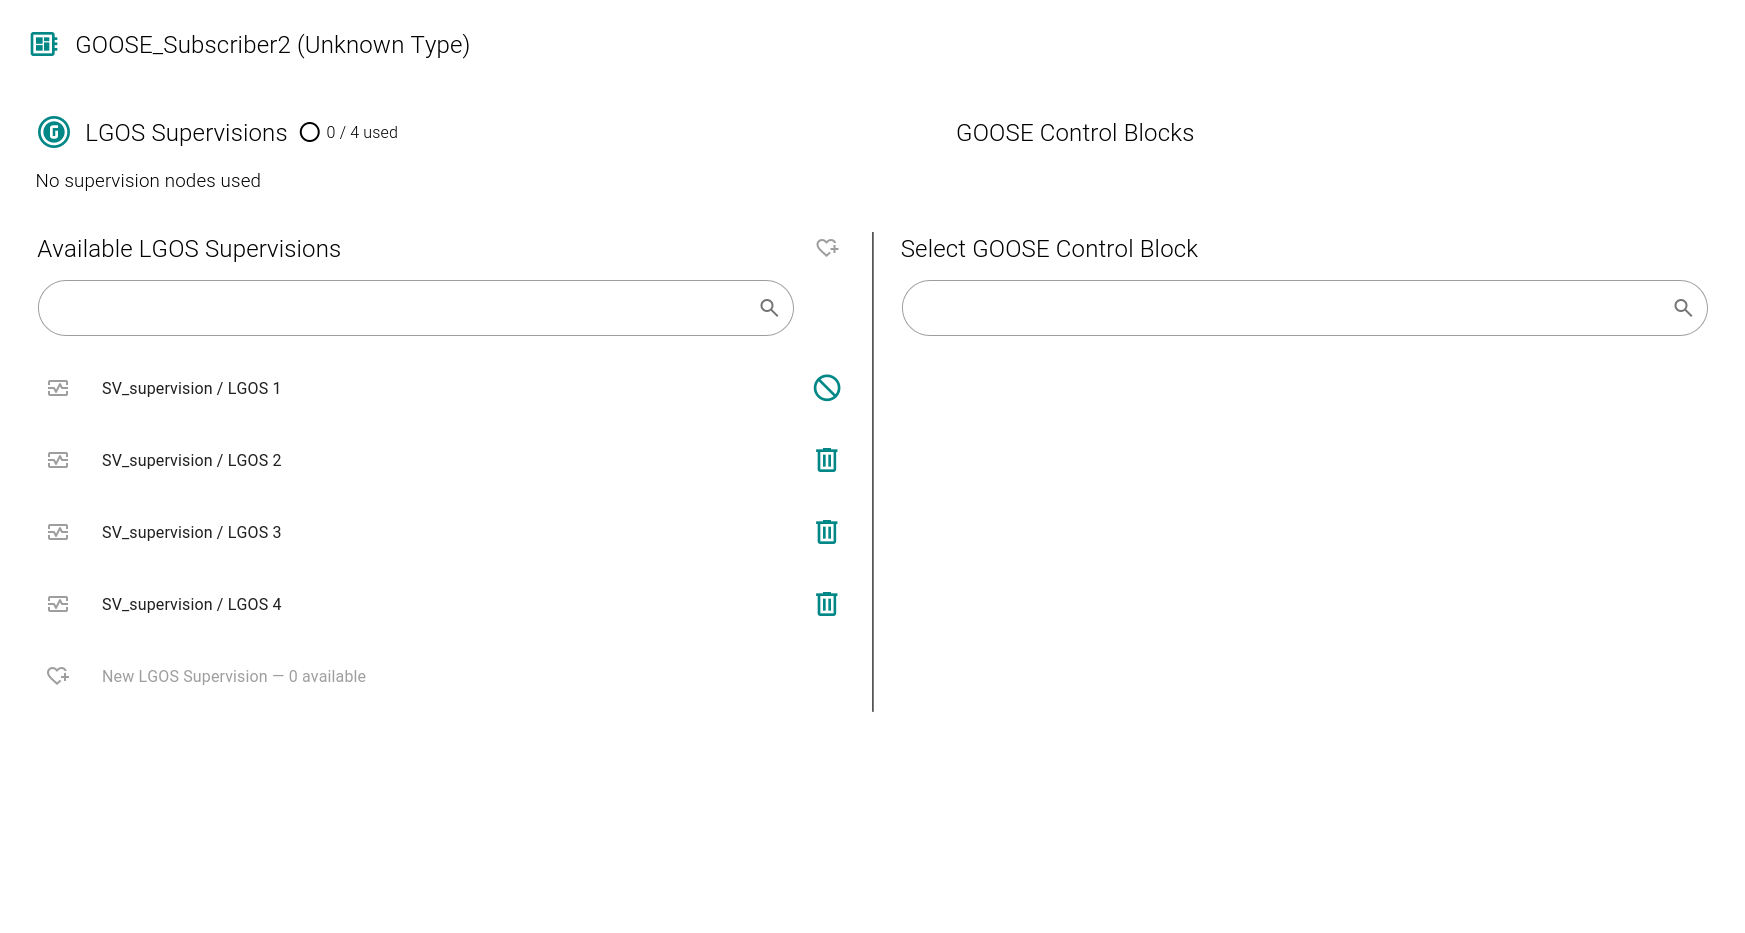 GOOSE_Subscriber2 (Unknown Type)
LGOS Supervisions 0 / 4 used
GOOSE Control Blocks
No supervision nodes used
Available LGOS Supervisions
Select GOOSE Control Block
SV_supervision / LGOS 1
SV_supervision / LGOS 2
SV_supervision / LGOS 3
SV_supervision / LGOS 4
New LGOS Supervision — 0 available